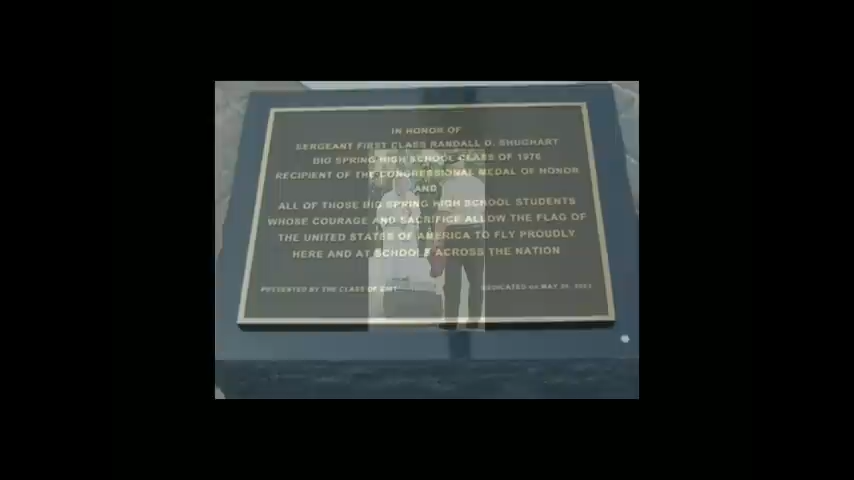 IN HONOR OF
SERGEANT FIRST CLASS RANDALL D. SHUGHART
BIG SPRING HIGH SCHOOL CLASS OF 1976
RECIPIENT OF THE CONGRESSIONAL MEDAL OF HONOR
AND
ALL OF THOSE BIG SPRING HIGH SCHOOL STUDENTS
WHOSE COURAGE AND SACRIFICE ALLOW THE FLAG OF
THE UNITED STATES OF AMERICA TO FLY PROUDLY
HERE AND AT SCHOOLS ACROSS THE NATION
PRESENTED BY THE CLASS OF
DEDICATED on MAY